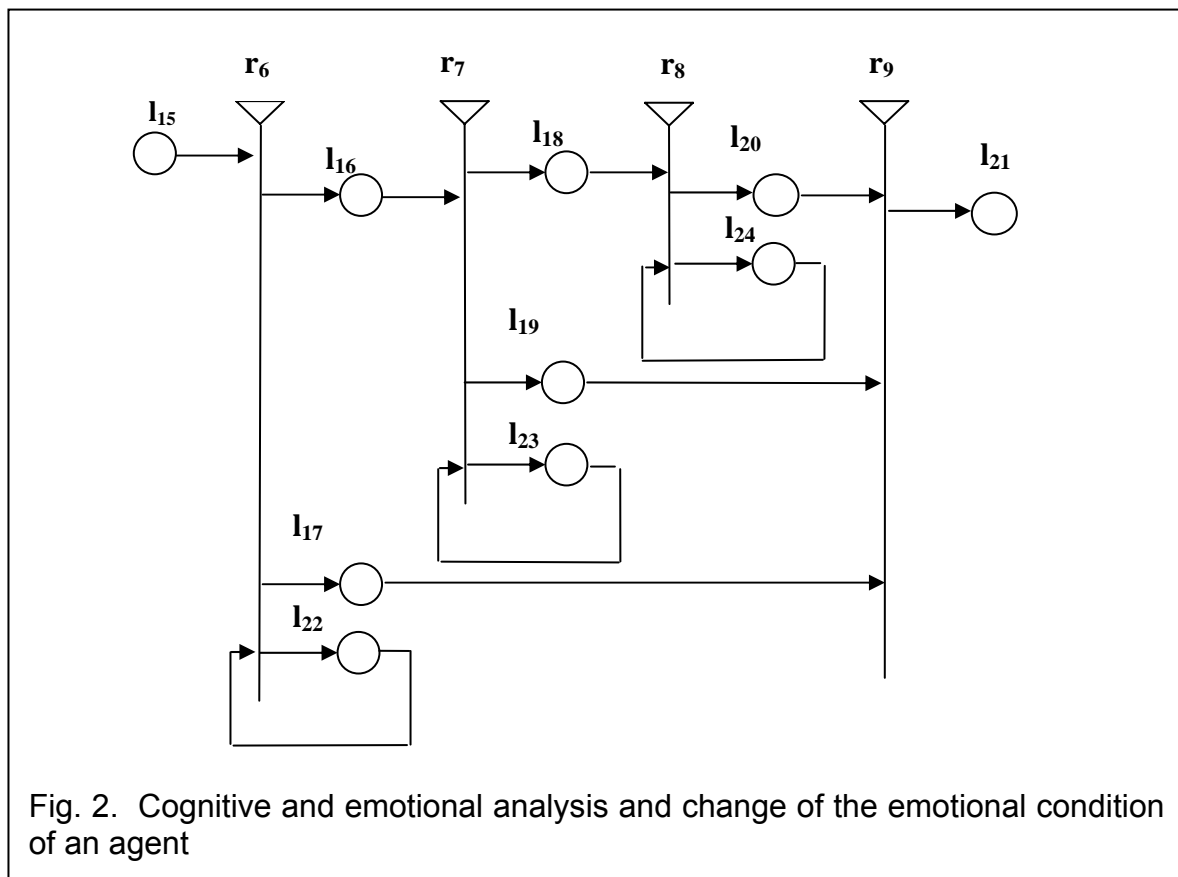 r₆ r₇ r₈ r₉
l₁₅ l₁₆ l₁₈ l₂₀ l₂₁
l₂₄
l₁₉
l₂₃
l₁₇
l₂₂
Fig. 2. Cognitive and emotional analysis and change of the emotional condition
of an agent